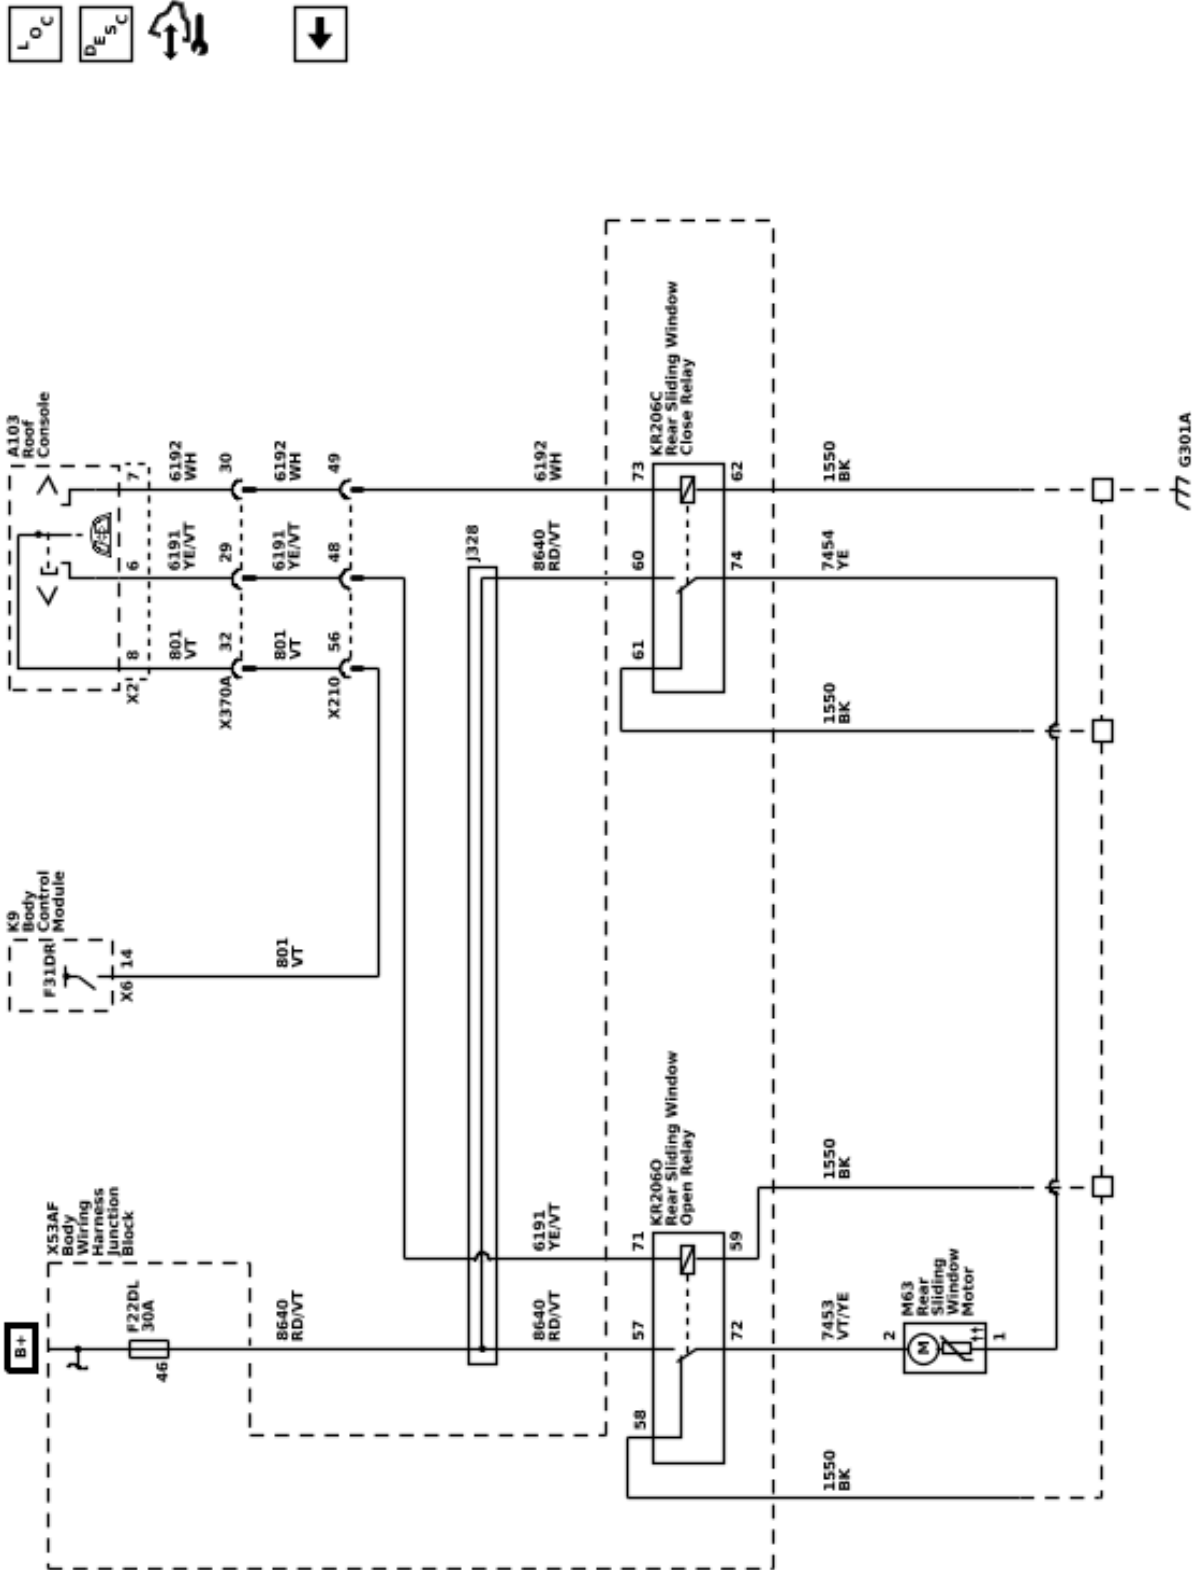 LOC
DESC
A103
Roof
Console
7
6
8
X2
6192
WH
6191
YE/VT
801
VT
30
29
32
X370A
6192
WH
6191
YE/VT
801
VT
49
48
56
X210
K9
Body
Control
Module
F31DR
14
X6
801
VT
B+
X53AF
Body
Wiring
Harness
Junction
Block
F22DL
30A
46
8640
RD/VT
J328
6192
WH
8640
RD/VT
6191
YE/VT
8640
RD/VT
KR206C
Rear Sliding Window
Close Relay
73
60
61
62
74
KR206O
Rear Sliding Window
Open Relay
71
57
58
59
72
1550
BK
7454
YE
1550
BK
1550
BK
7453
VT/YE
1550
BK
M63
Rear
Sliding
Window
Motor
2
M
1
G301A